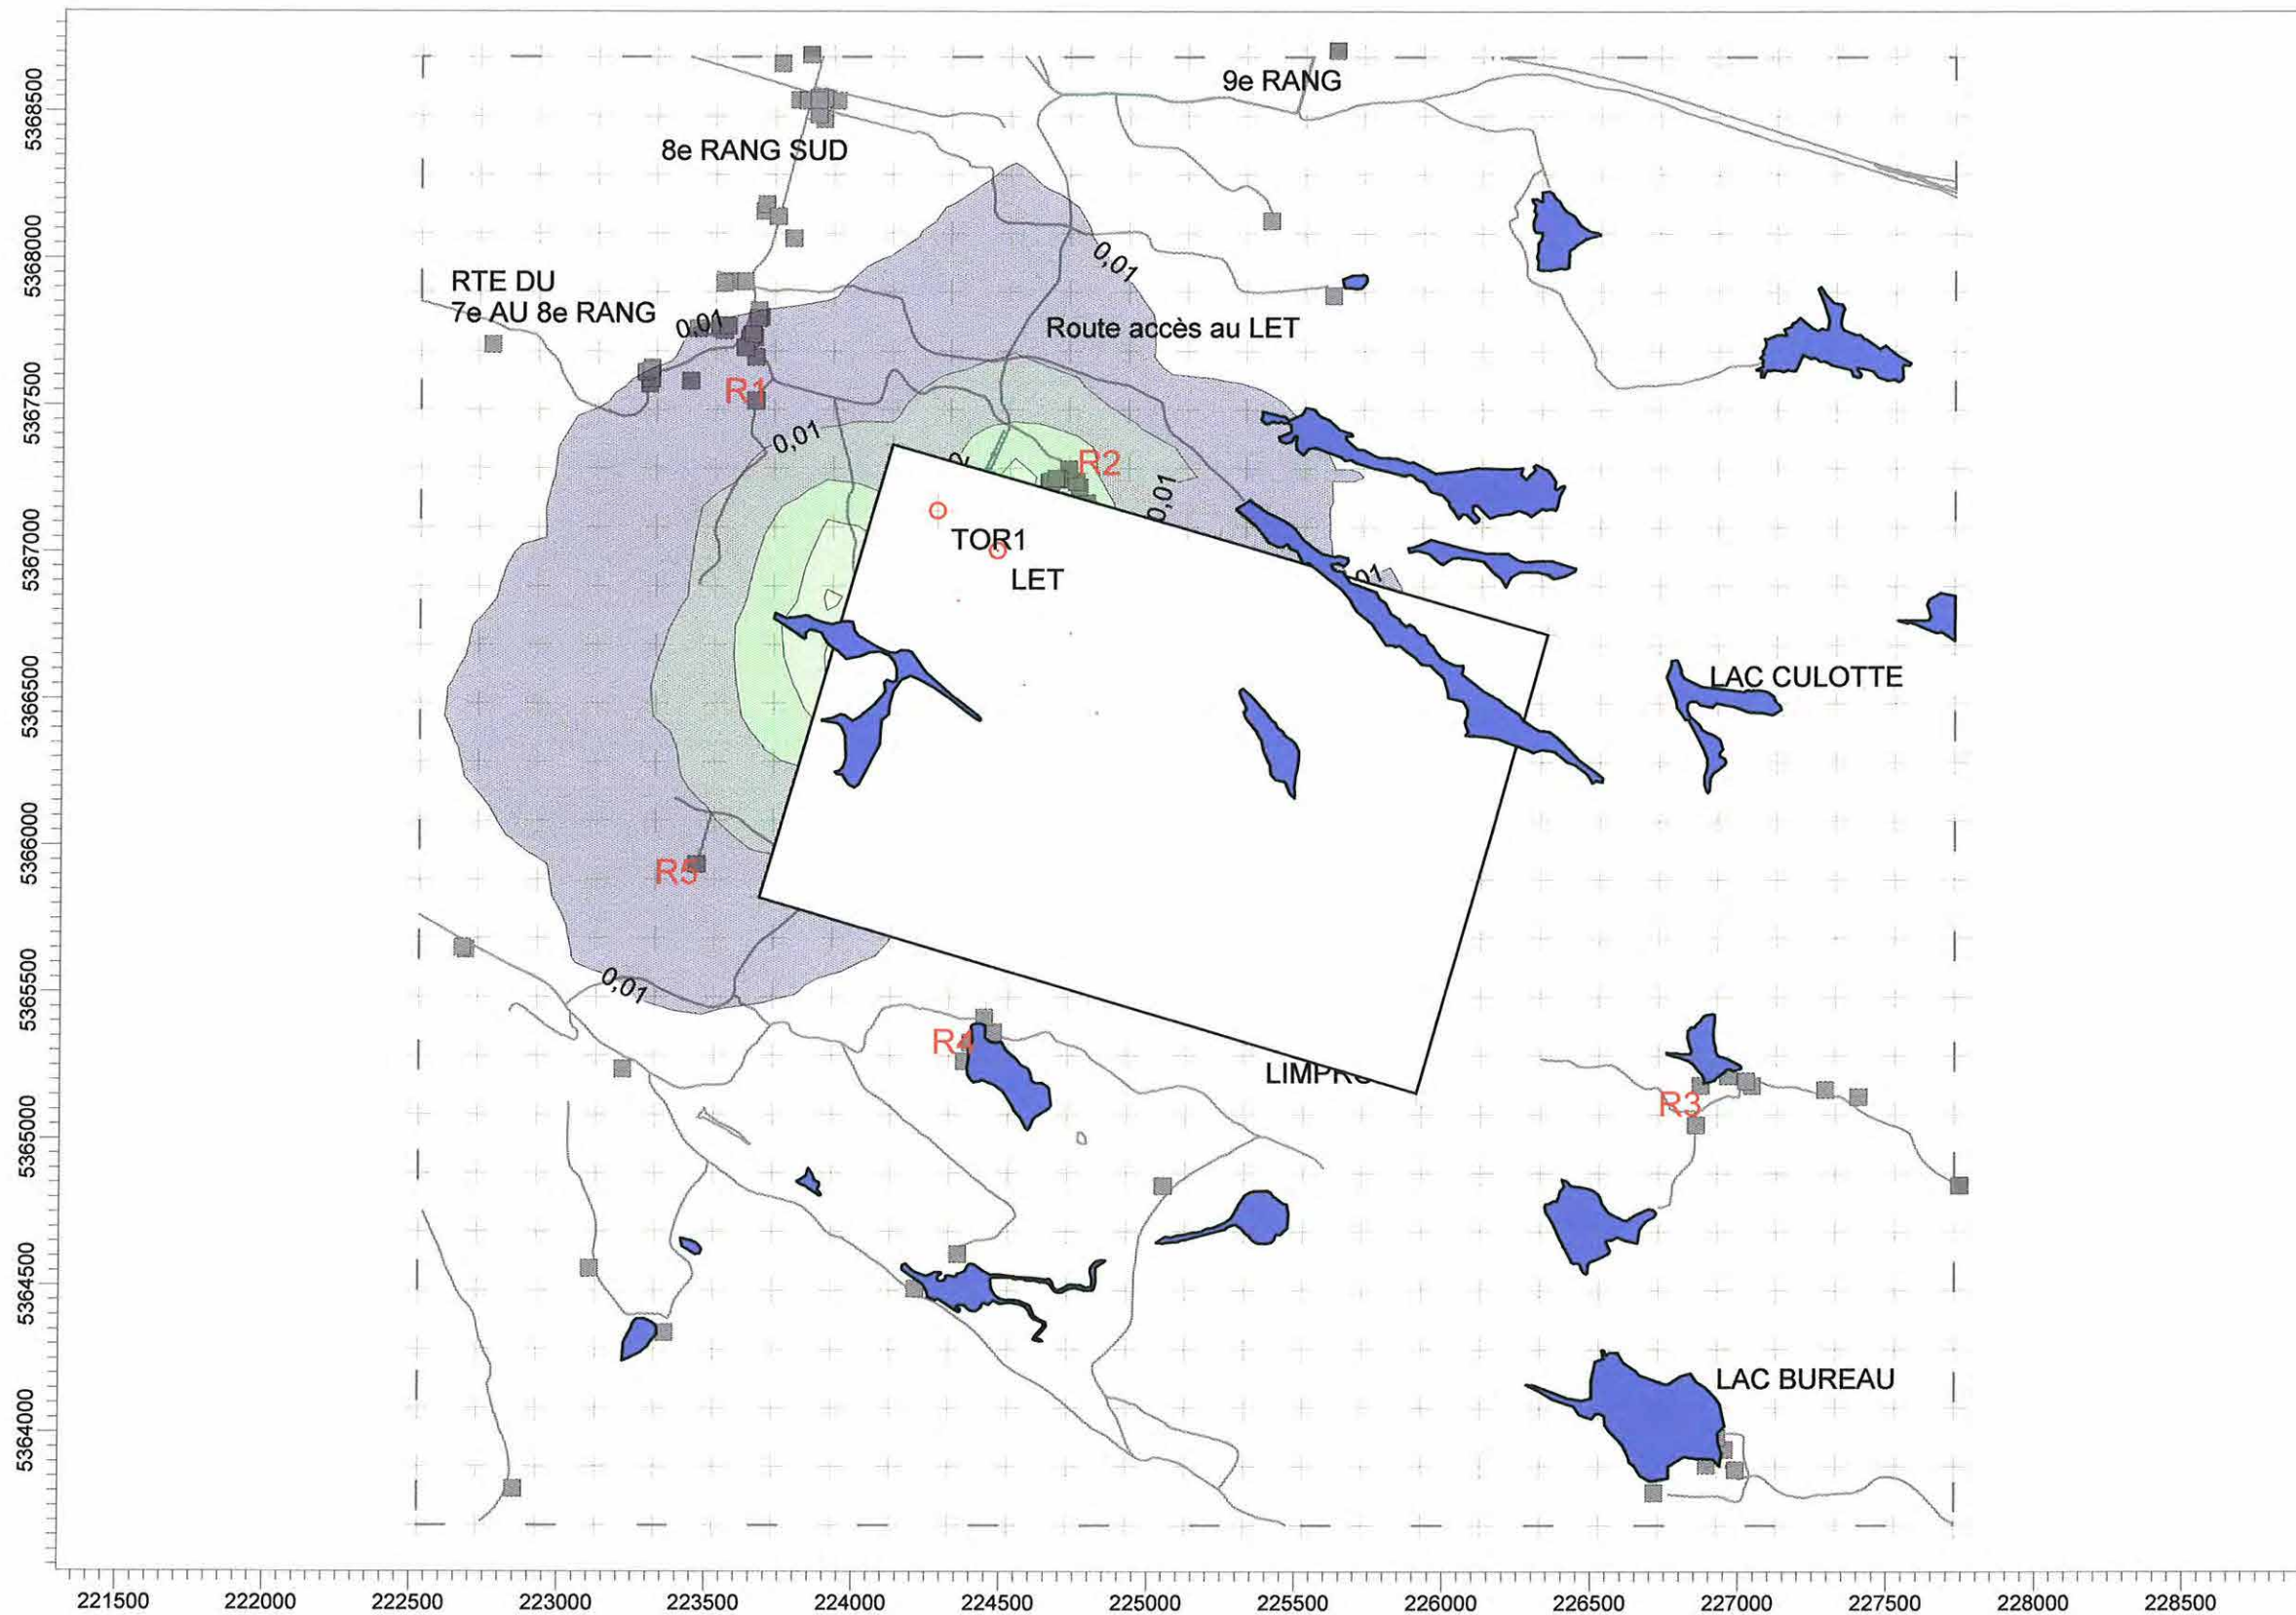 5368500
9e RANG
8e RANG SUD
5368000
0,01
RTE DU
7e AU 8e RANG
0,01
Route accès au LET
5367500
R1
0,01
R2
0,01
5367000
TOR1
LET
01
5366500
LAC CULOTTE
5366000
R5
5365500
0,01
R4
LIMPRO
5365000
R3
5364500
LAC BUREAU
5364000
221500 222000 222500 223000 223500 224000 224500 225000 225500 226000 226500 227000 227500 228000 228500